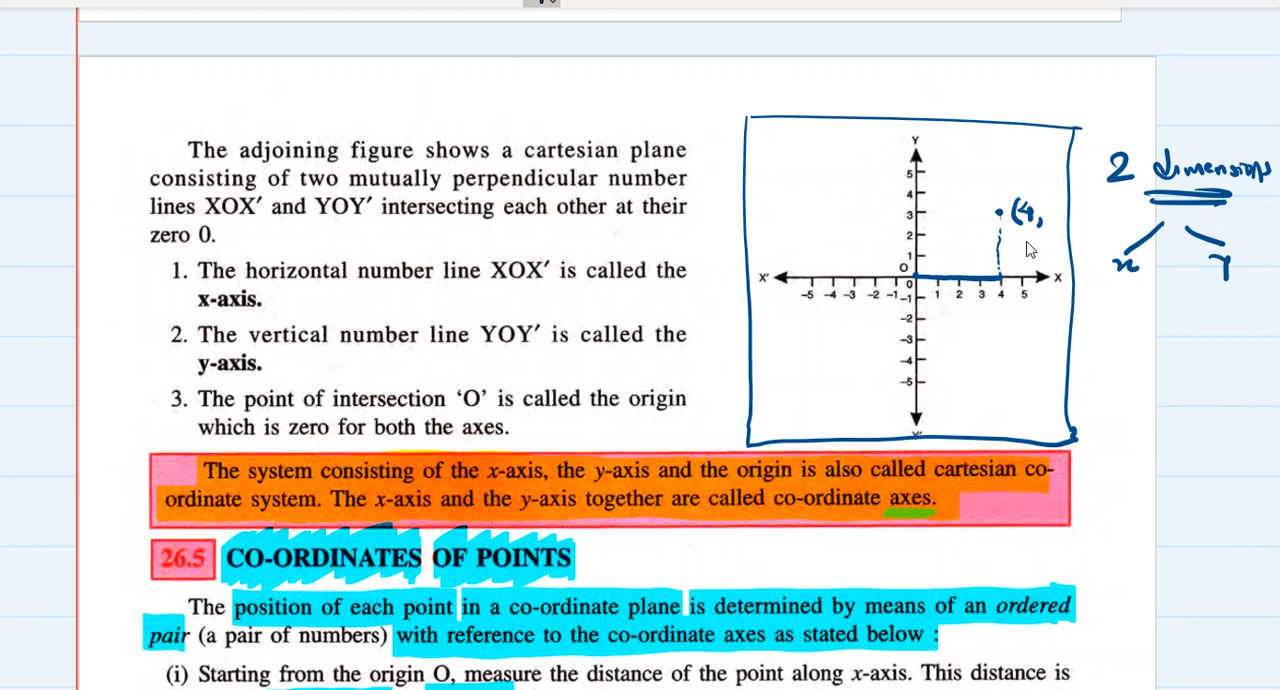 The adjoining figure shows a cartesian plane
consisting of two mutually perpendicular number
lines XOX′ and YOY′ intersecting each other at their
zero 0.
1. The horizontal number line XOX′ is called the
x-axis.
2. The vertical number line YOY′ is called the
y-axis.
3. The point of intersection ‘O’ is called the origin
which is zero for both the axes.
Y
5
4
3
2
1
O
X′
X
-5 -4 -3 -2 -1 0 1 2 3 4 5
-1
-2
-3
-4
-5
Y′
(4,
2 dimensions
x y
The system consisting of the x-axis, the y-axis and the origin is also called cartesian co-
ordinate system. The x-axis and the y-axis together are called co-ordinate axes.
26.5 CO-ORDINATES OF POINTS
The position of each point in a co-ordinate plane is determined by means of an ordered
pair (a pair of numbers) with reference to the co-ordinate axes as stated below :
(i) Starting from the origin O, measure the distance of the point along x-axis. This distance is